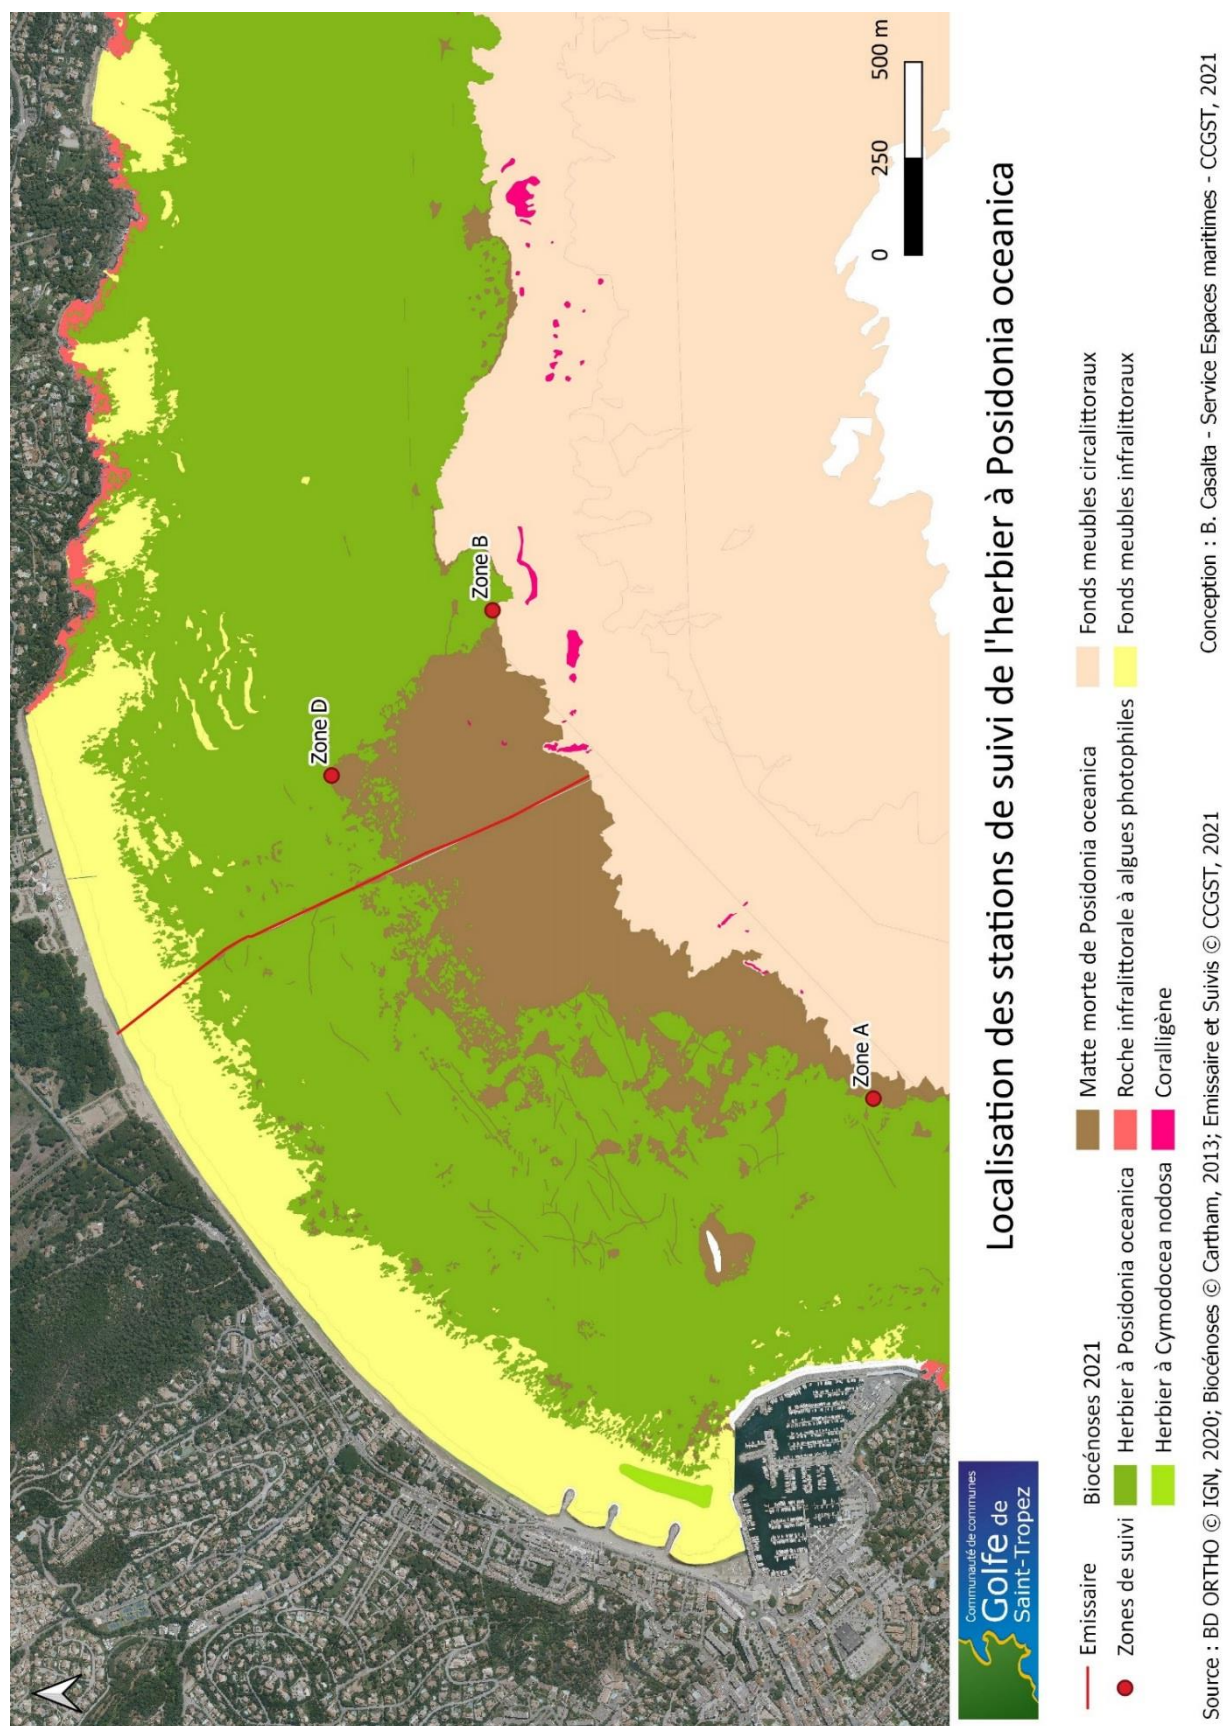 Zone D
Zone B
Zone A
0 250 500 m
Communauté de communes
Golfe de
Saint-Tropez
Localisation des stations de suivi de l'herbier à Posidonia oceanica
Emissaire
Zones de suivi
Biocénoses 2021
Herbier à Posidonia oceanica
Herbier à Cymodocea nodosa
Matte morte de Posidonia oceanica
Roche infralittorale à algues photophiles
Coralligène
Fonds meubles circalittoraux
Fonds meubles infralittoraux
Source : BD ORTHO © IGN, 2020; Biocénoses © Cartham, 2013; Emissaire et Suivis © CCGST, 2021
Conception : B. Casalta - Service Espaces maritimes - CCGST, 2021